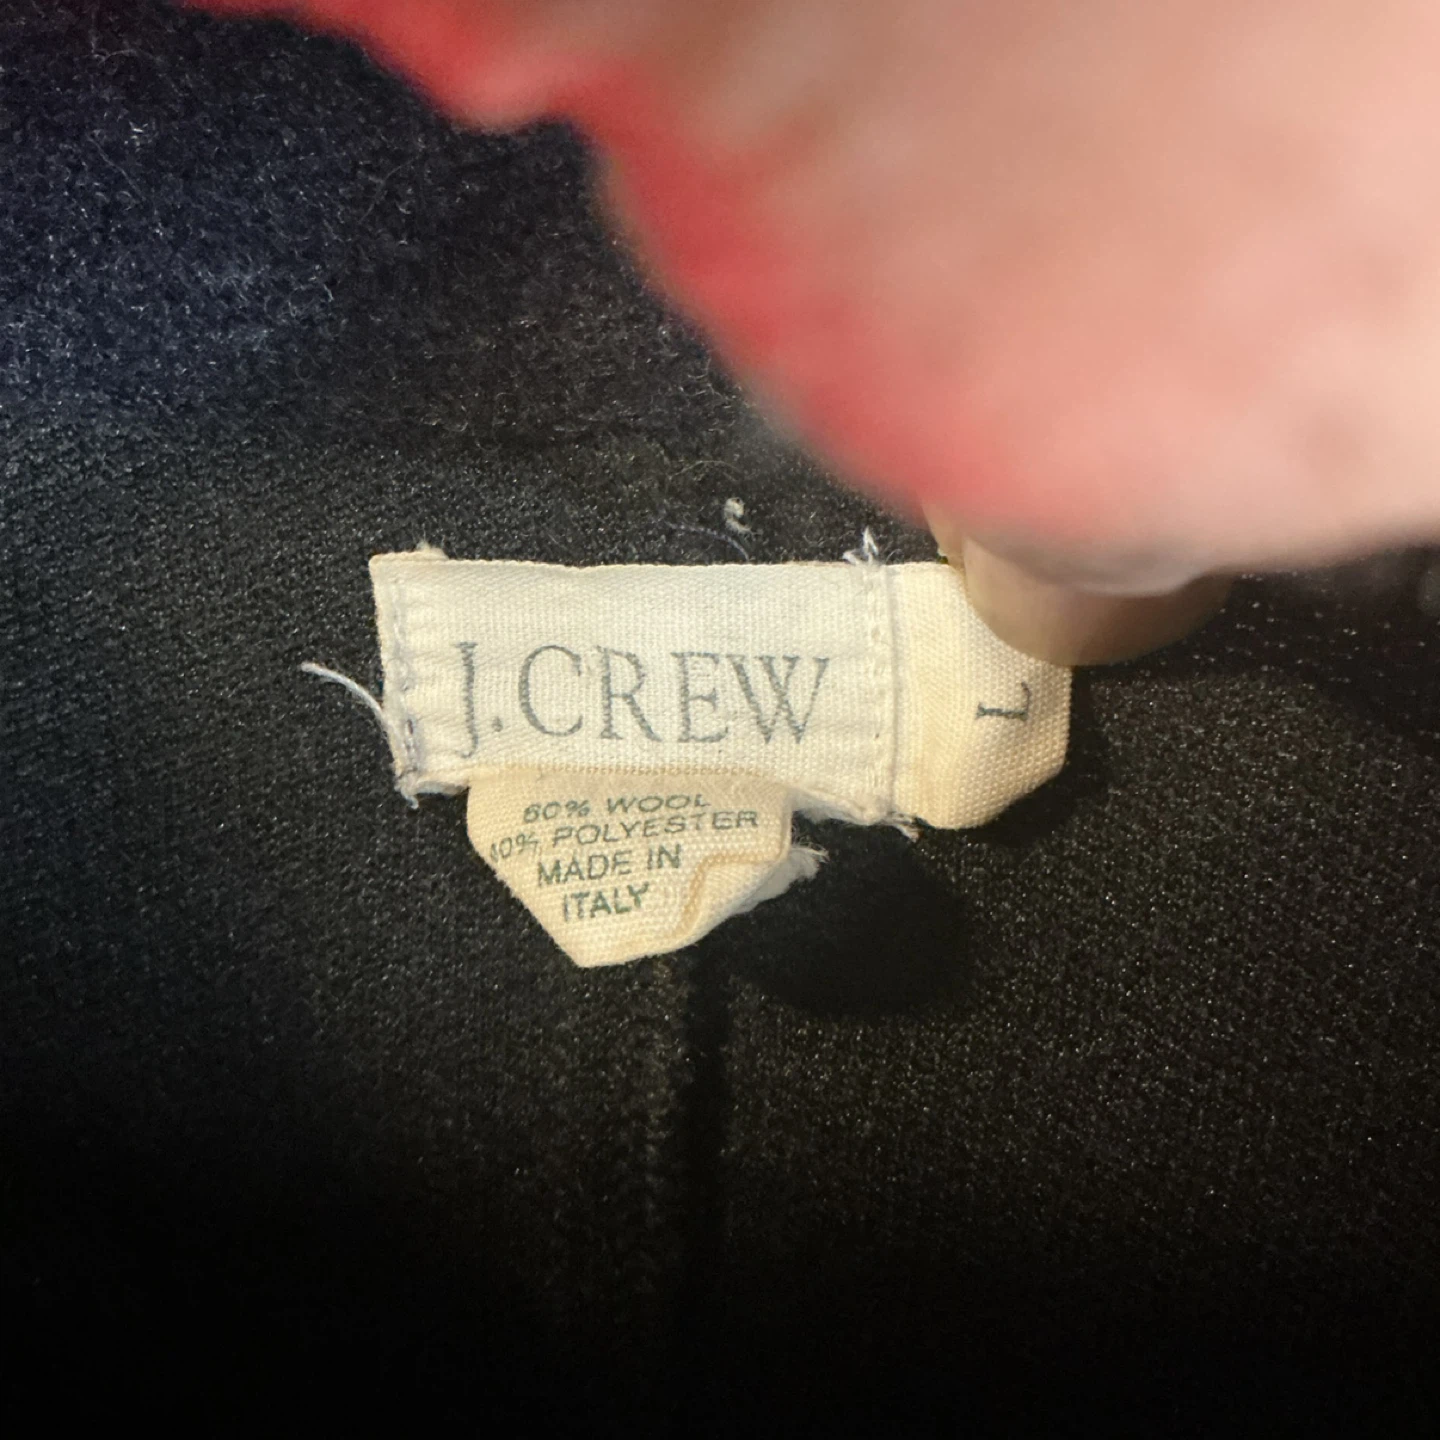 J.CREW
L
60% WOOL
40% POLYESTER
MADE IN
ITALY